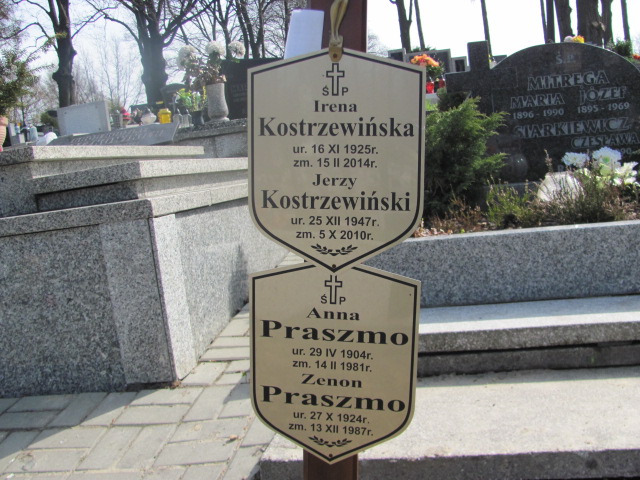 Ś P
Irena
Kostrzewińska
ur. 16 XI 1925r.
zm. 15 II 2014r.
Jerzy
Kostrzewiński
ur. 25 XII 1947r.
zm. 5 X 2010r.
Ś P
Anna
Praszmo
ur. 29 IV 1904r.
zm. 14 II 1981r.
Zenon
Praszmo
ur. 27 X 1924r.
zm. 13 XII 1987r.
Ś P
MITRĘGA
MARIA JÓZEF
1896-1990 1895-1969
SIARKIEWICZ
CZESŁAW